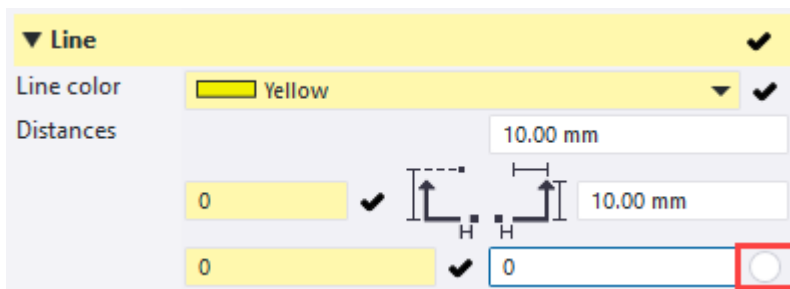 Line
Line color Yellow
Distances 10.00 mm
0 10.00 mm
H H
0 0